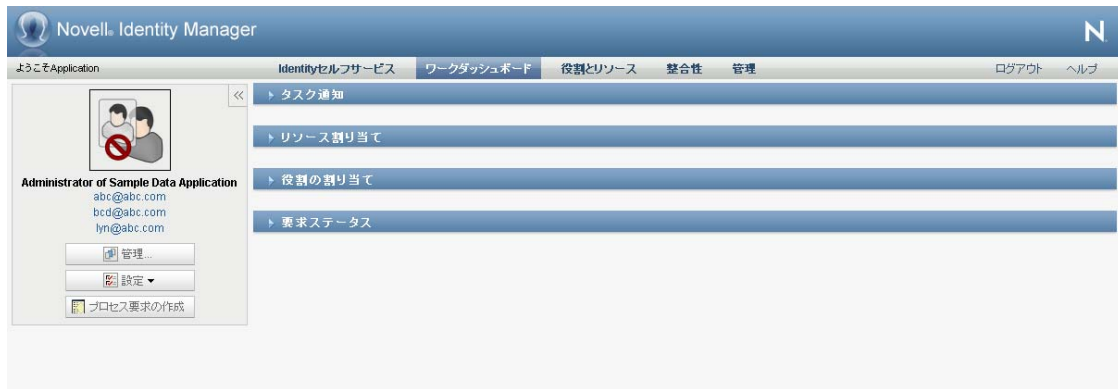 Novell® Identity Manager
N
ようこそApplication
Identityセルフサービス ワークダッシュボード 役割とリソース 整合性 管理 ログアウト ヘルプ
タスク通知
リソース割り当て
役割の割り当て
要求ステータス
Administrator of Sample Data Application
abc@abc.com
bcd@abc.com
lyn@abc.com
管理...
設定
プロセス要求の作成